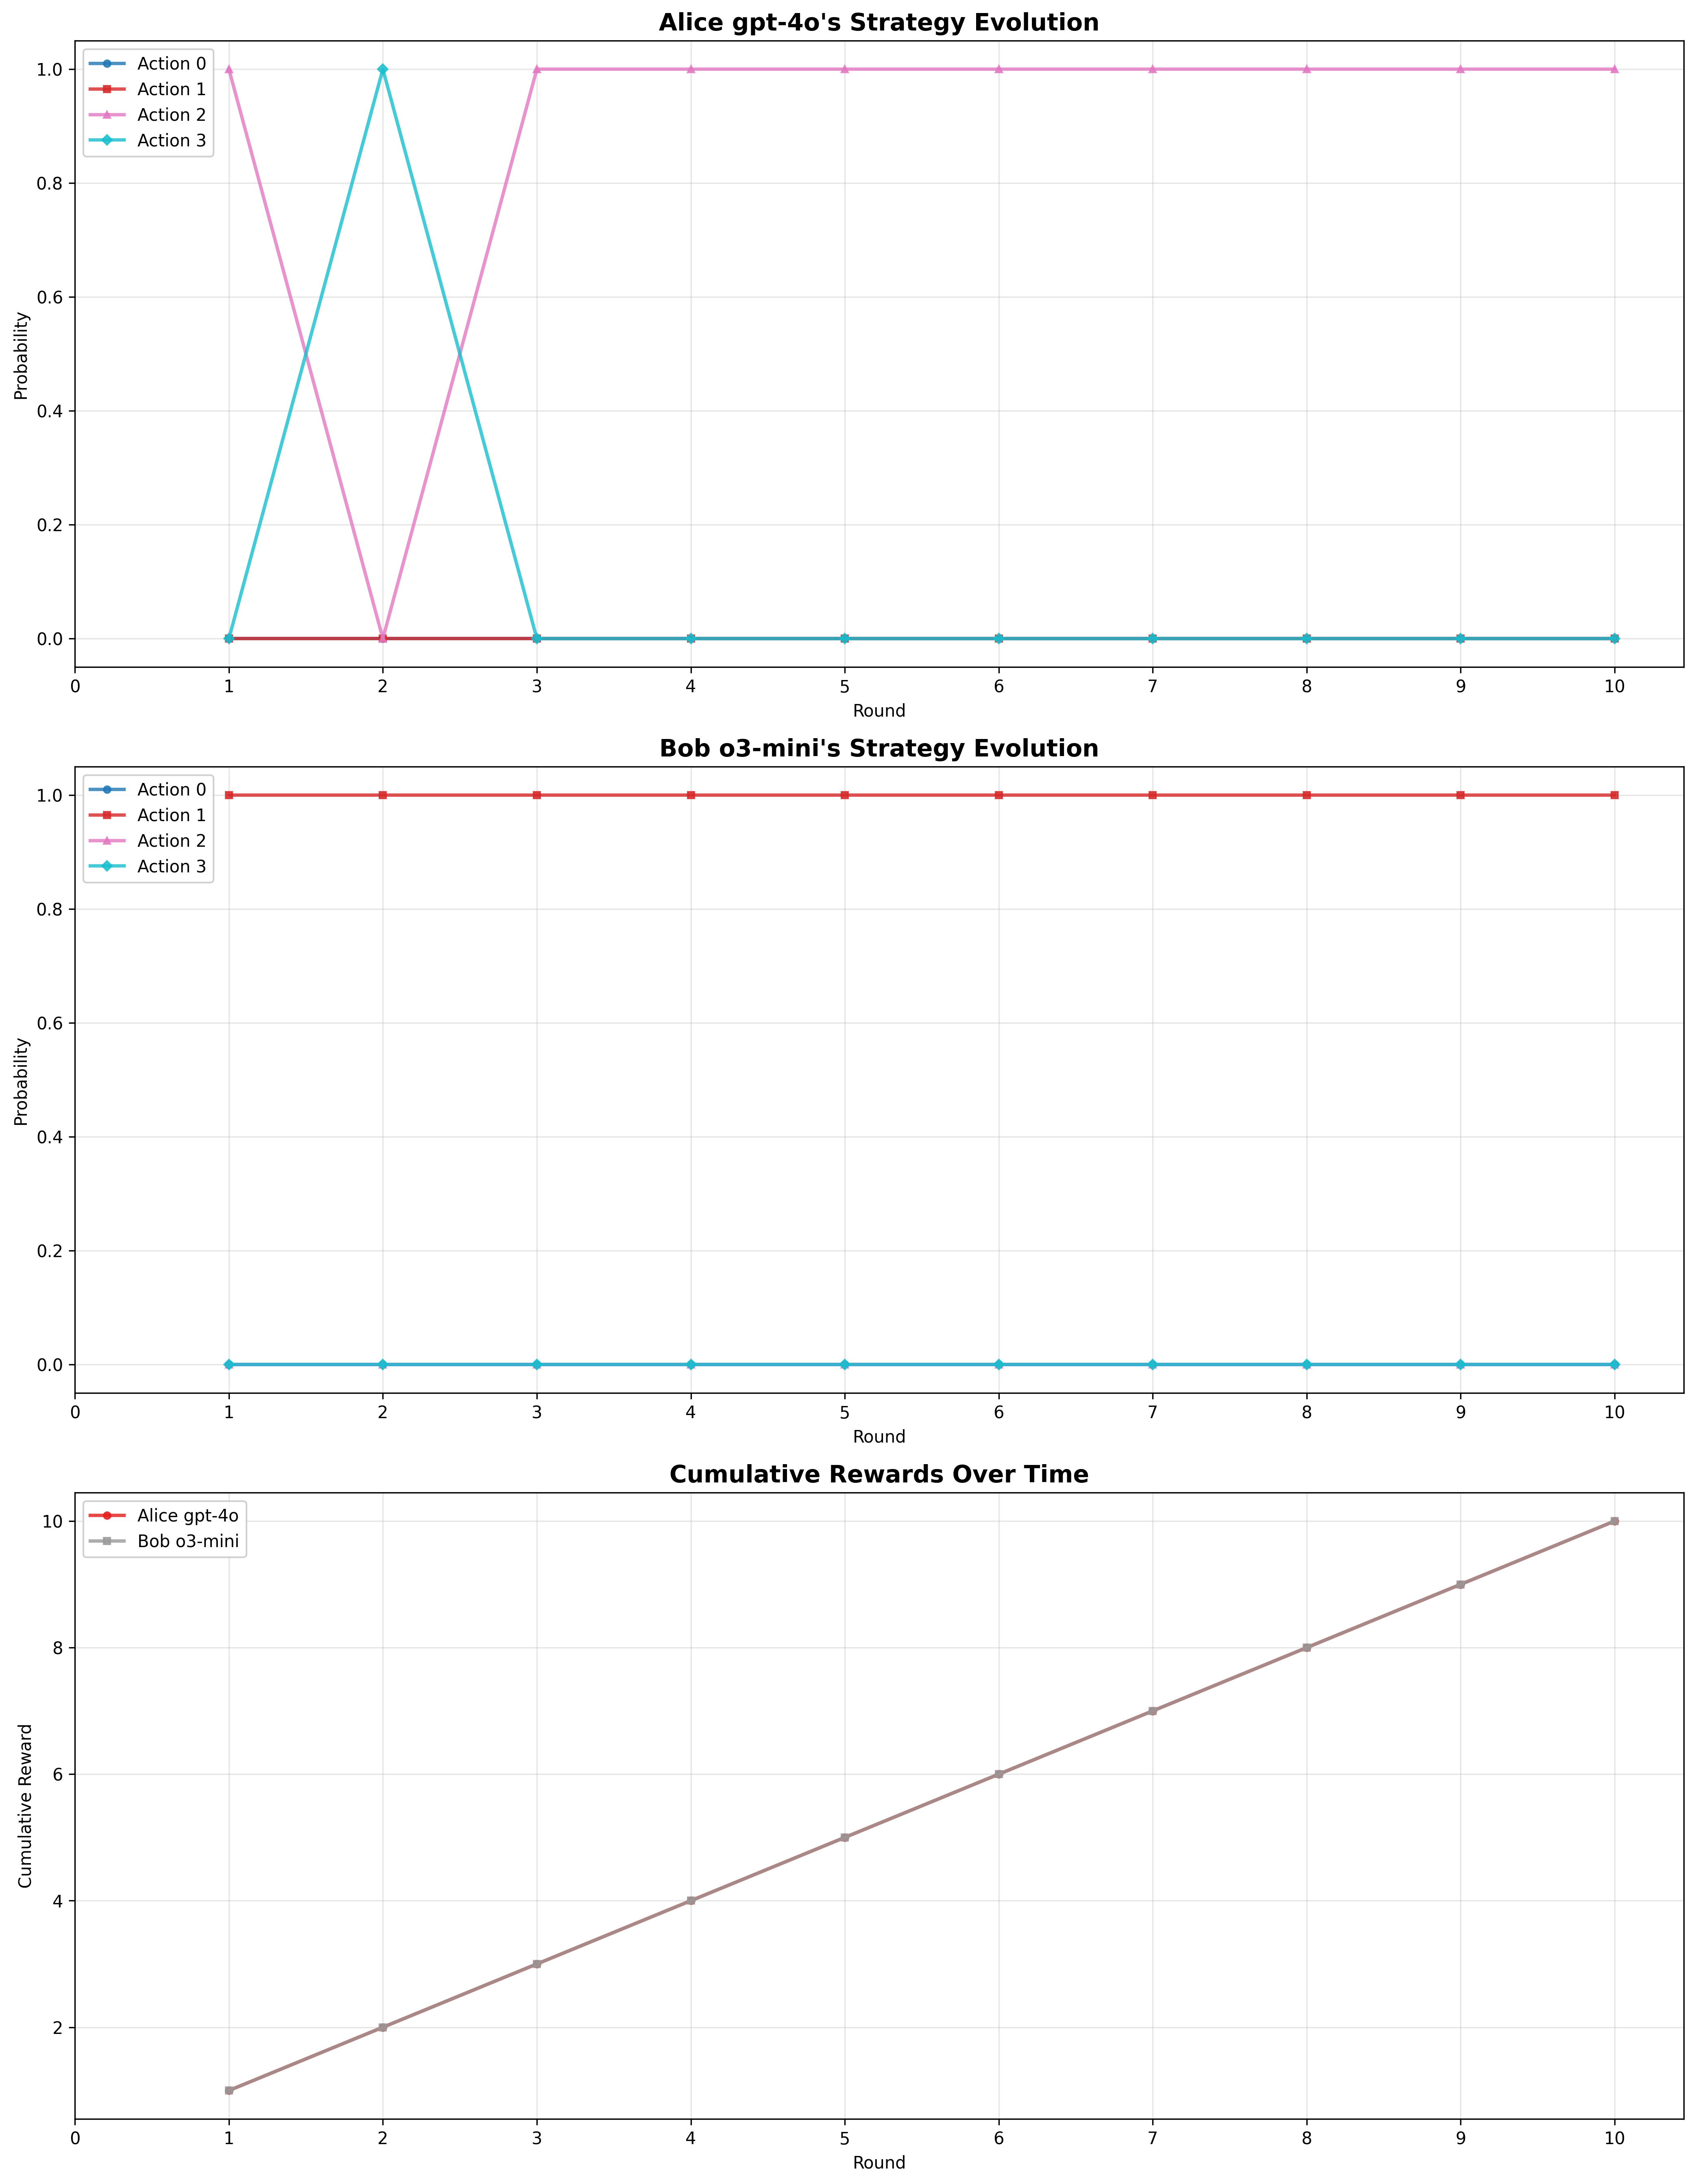 Alice gpt-4o's Strategy Evolution
Action 0
Action 1
Action 2
Action 3
Probability
1.0
0.8
0.6
0.4
0.2
0.0
0 1 2 3 4 5 6 7 8 9 10
Round
Bob o3-mini's Strategy Evolution
Action 0
Action 1
Action 2
Action 3
Probability
1.0
0.8
0.6
0.4
0.2
0.0
0 1 2 3 4 5 6 7 8 9 10
Round
Cumulative Rewards Over Time
Alice gpt-4o
Bob o3-mini
Cumulative Reward
10
8
6
4
2
0 1 2 3 4 5 6 7 8 9 10
Round